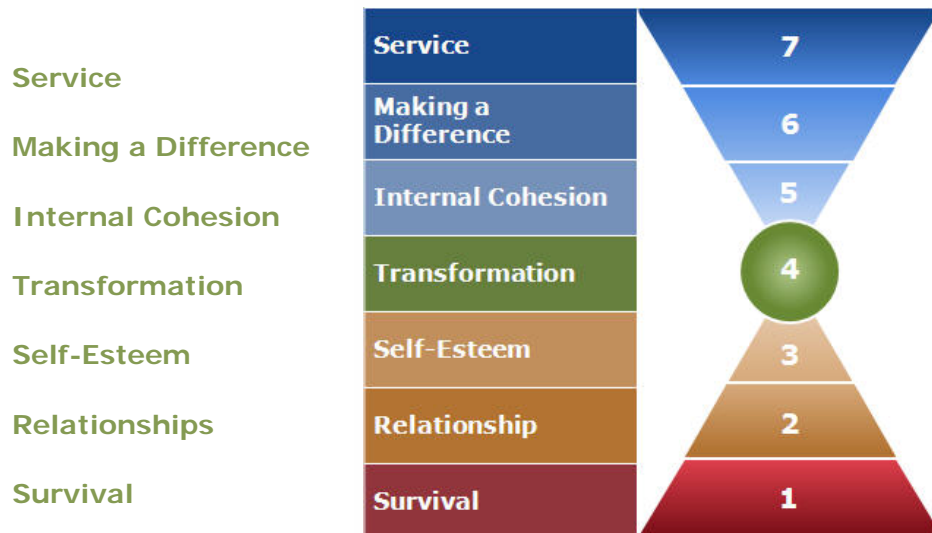 Service
Making a Difference
Internal Cohesion
Transformation
Self-Esteem
Relationships
Survival
Service
Making a
Difference
Internal Cohesion
Transformation
Self-Esteem
Relationship
Survival
7
6
5
4
3
2
1